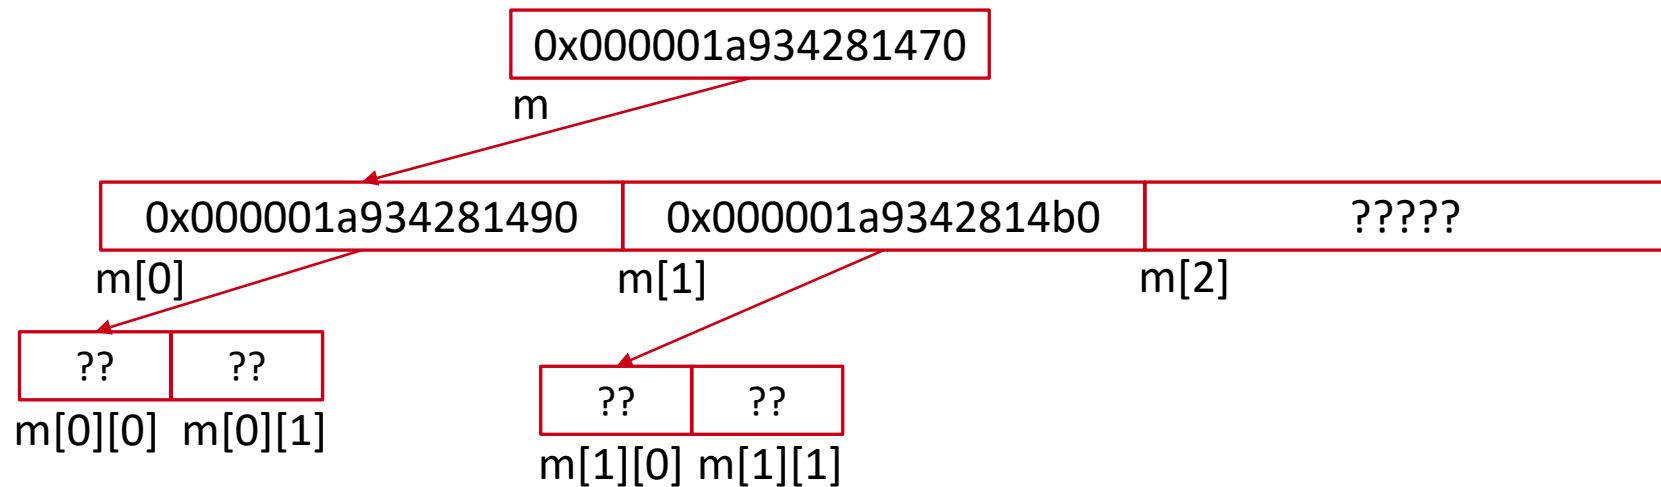 0x000001a934281470
m
0x000001a934281490 0x000001a9342814b0 ?????
m[0] m[1] m[2]
?? ??
m[0][0] m[0][1]
?? ??
m[1][0] m[1][1]